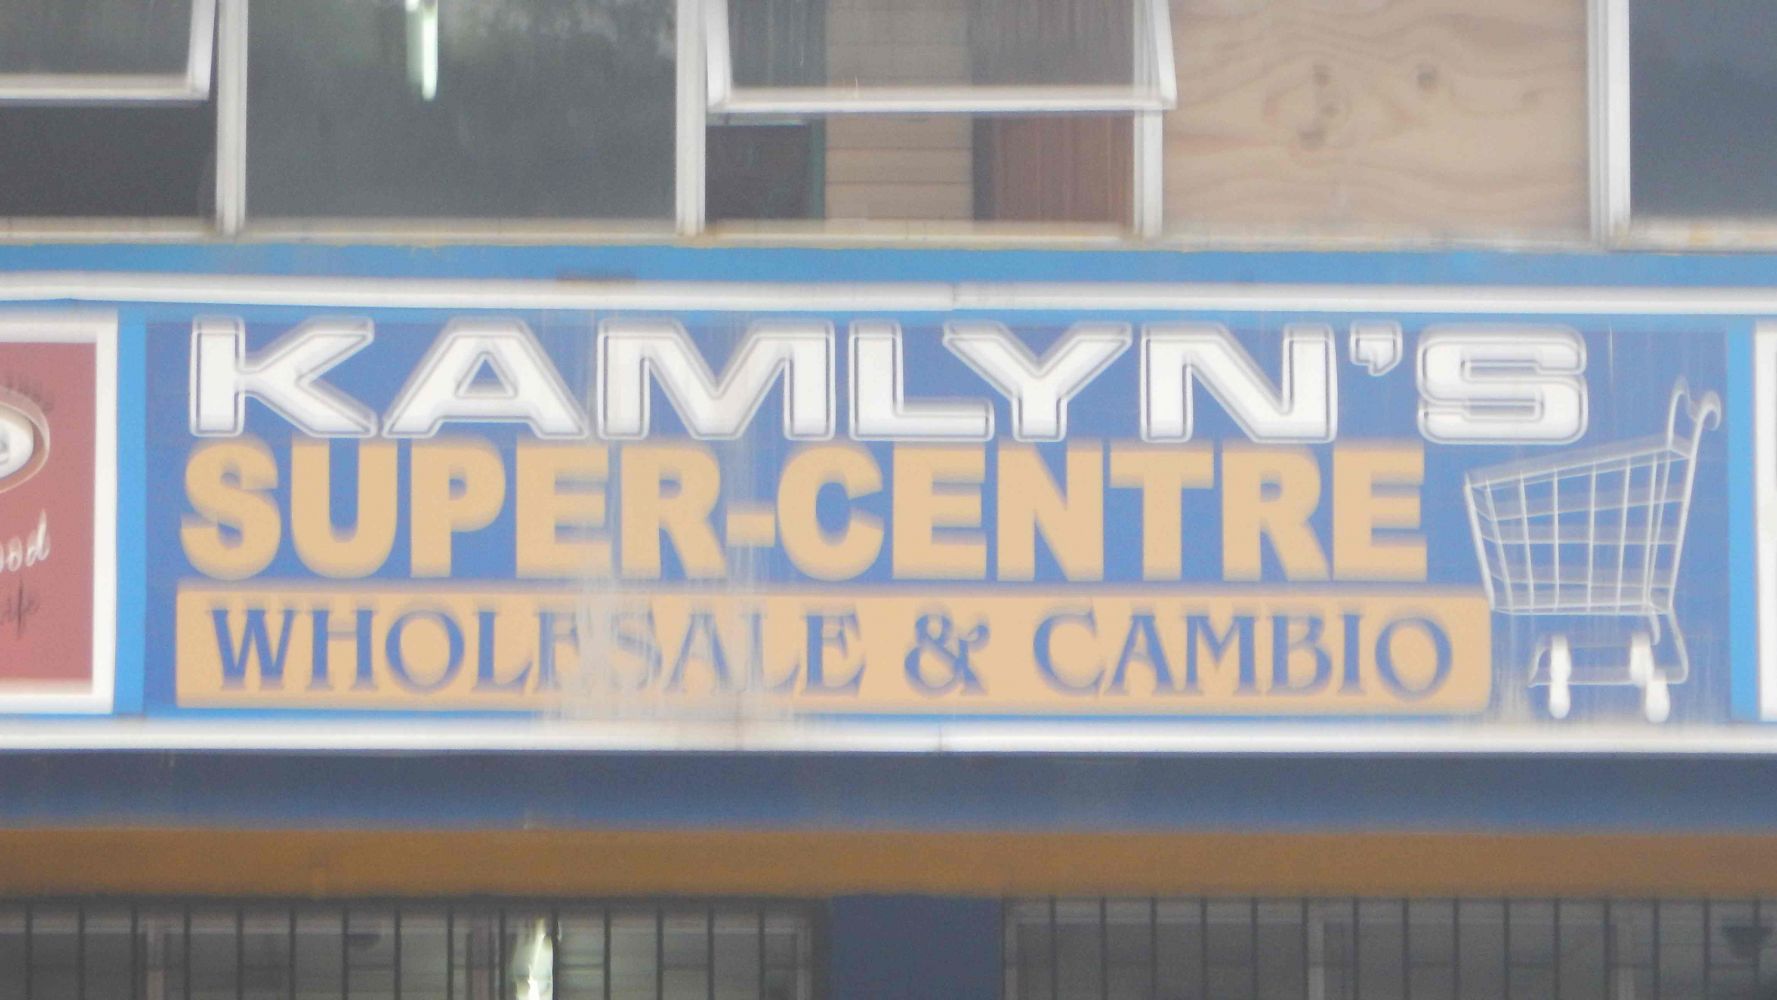 KAMLYN'S
SUPER-CENTRE
WHOLESALE & CAMBIO